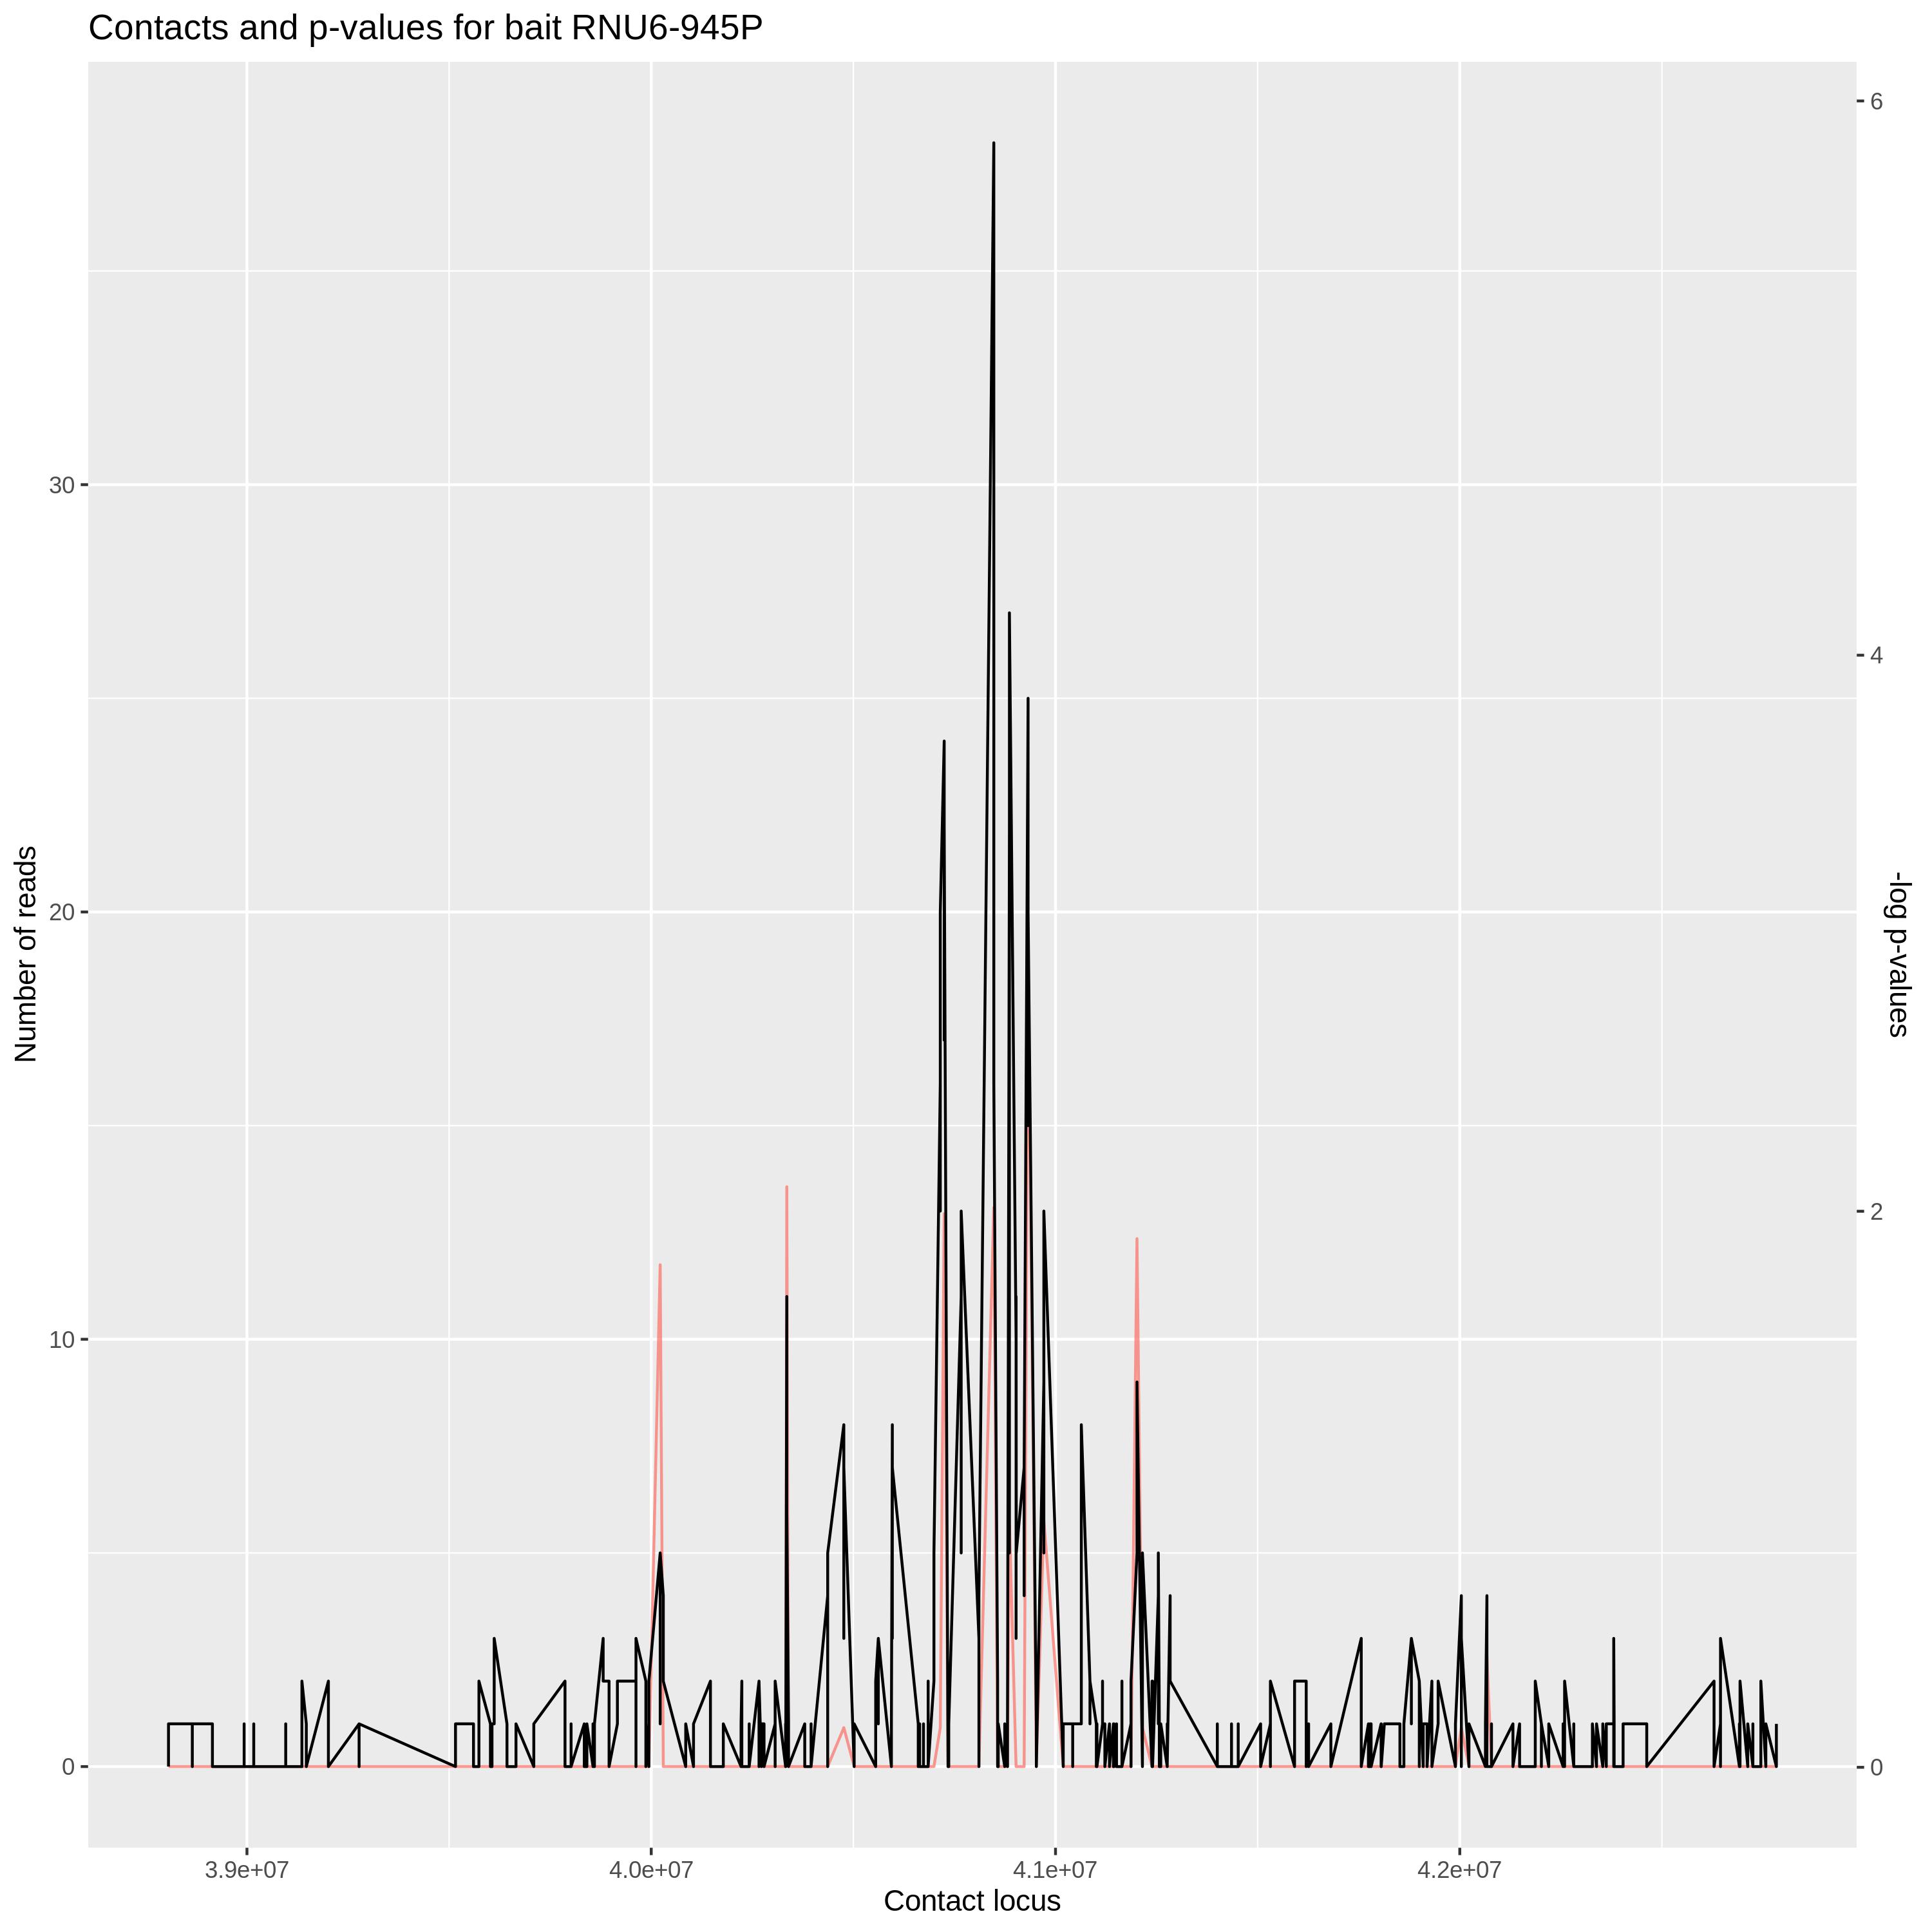 Contacts and p-values for bait RNU6-945P
6
30
4
20
Number of reads
-log p-values
2
10
0
0
3.9e+07
4.0e+07
4.1e+07
4.2e+07
Contact locus